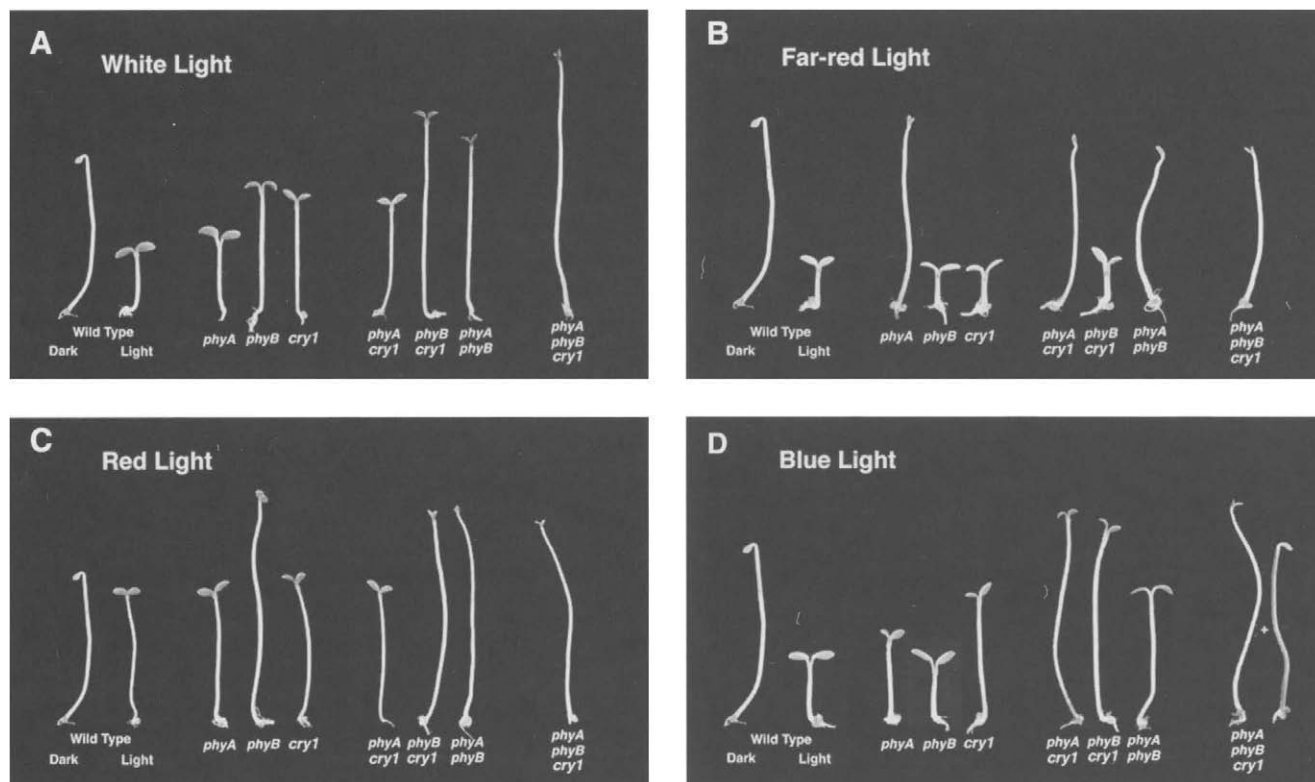 A
White Light
Wild Type
Dark Light
phyA phyB cry1
phyA phyB phyA
cry1 cry1 phyB
phyA
phyB
cry1
B
Far-red Light
Wild Type
Dark Light
phyA phyB cry1
phyA phyB phyA
cry1 cry1 phyB
phyA
phyB
cry1
C
Red Light
Wild Type
Dark Light
phyA phyB cry1
phyA phyB phyA
cry1 cry1 phyB
phyA
phyB
cry1
D
Blue Light
+
Wild Type
Dark Light
phyA phyB cry1
phyA phyB phyA
cry1 cry1 phyB
phyA
phyB
cry1